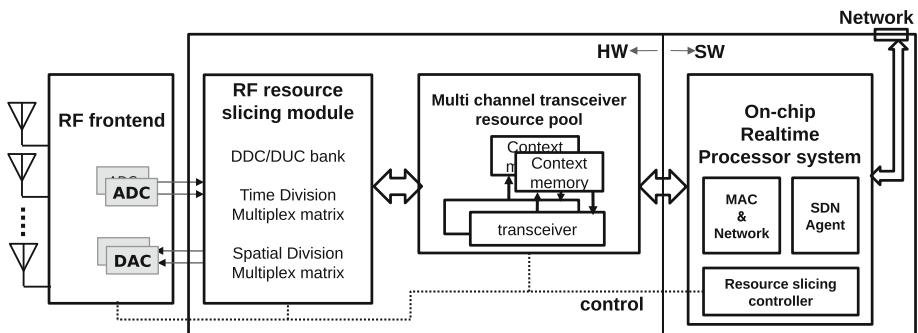 Network
HW
SW
RF frontend
ADC
ADC
DAC
RF resource
slicing module
DDC/DUC bank
Time Division
Multiplex matrix
Spatial Division
Multiplex matrix
Multi channel transceiver
resource pool
Context
Context
memory
transceiver
On-chip
Realtime
Processor system
MAC
&
Network
SDN
Agent
Resource slicing
controller
control